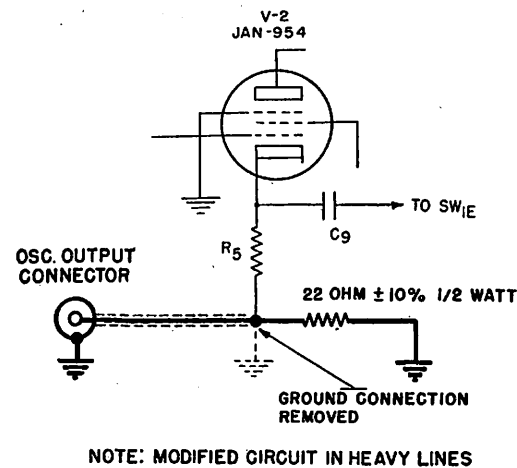 V-2
JAN-954
TO SW1E
C9
R5
OSC. OUTPUT
CONNECTOR
22 OHM ± 10% 1/2 WATT
GROUND CONNECTION
REMOVED
NOTE: MODIFIED CIRCUIT IN HEAVY LINES